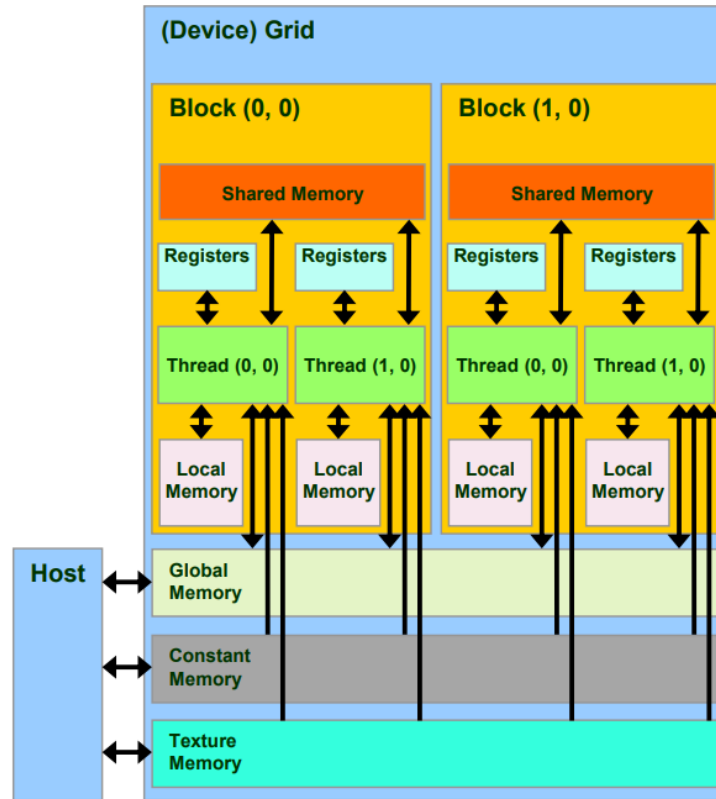 (Device) Grid
Block (0, 0)
Block (1, 0)
Shared Memory
Shared Memory
Registers
Registers
Registers
Registers
Thread (0, 0)
Thread (1, 0)
Thread (0, 0)
Thread (1, 0)
Local
Memory
Local
Memory
Local
Memory
Local
Memory
Host
Global
Memory
Constant
Memory
Texture
Memory